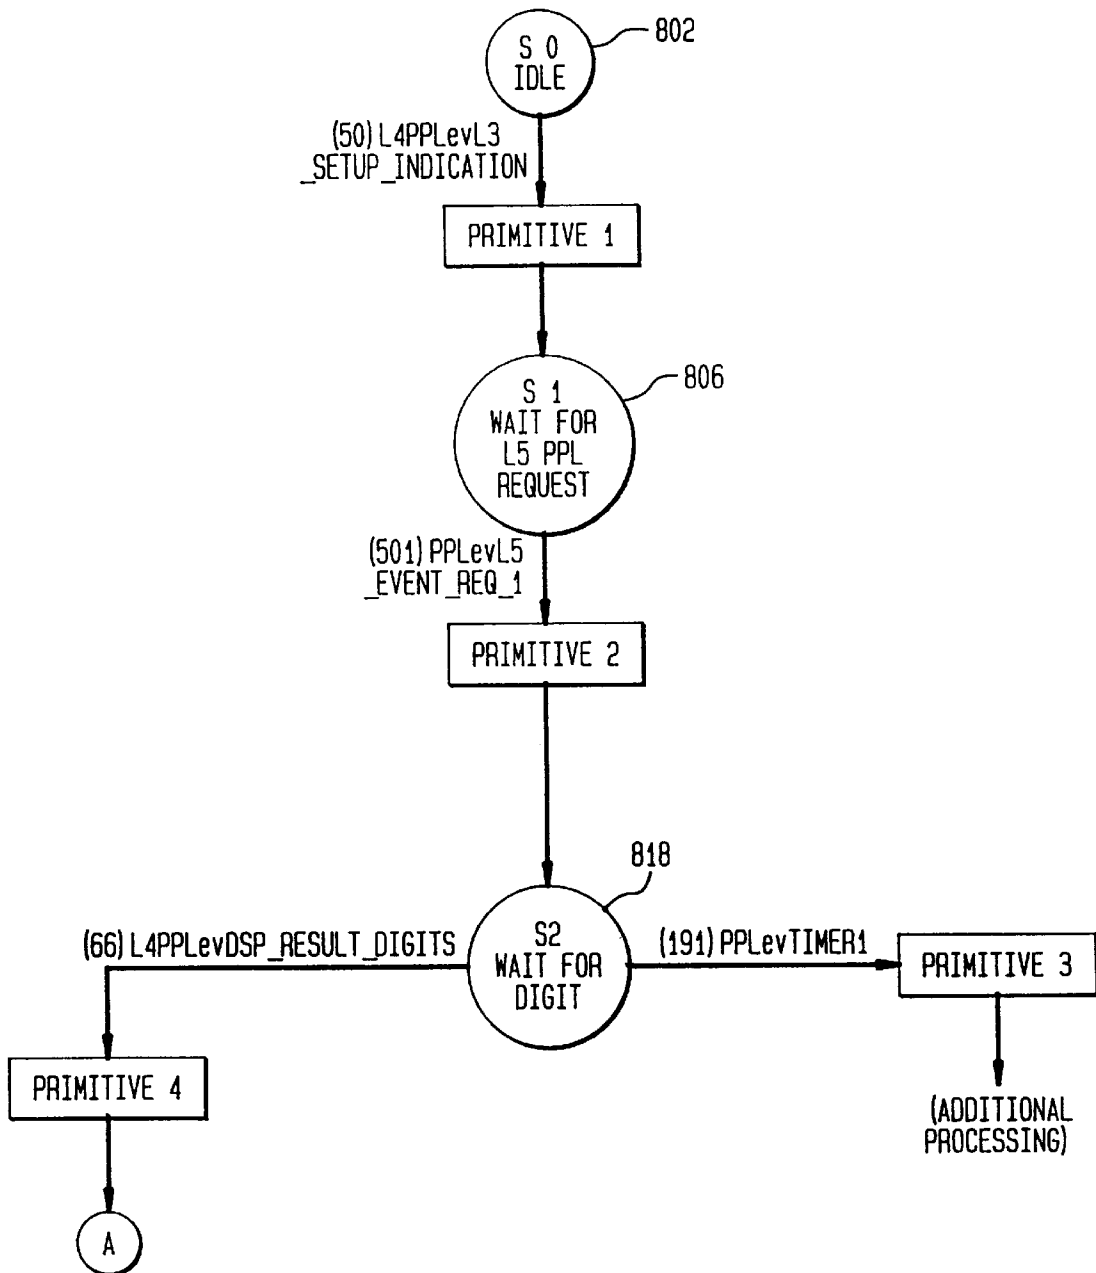 S 0
IDLE
802
(50) L4PPLevL3
_SETUP_INDICATION
PRIMITIVE 1
S 1
WAIT FOR
L5 PPL
REQUEST
806
(501) PPLevL5
_EVENT_REQ_1
PRIMITIVE 2
818
(66) L4PPLevDSP_RESULT_DIGITS
S2
WAIT FOR
DIGIT
(191) PPLevTIMER1
PRIMITIVE 3
PRIMITIVE 4
(ADDITIONAL
PROCESSING)
A